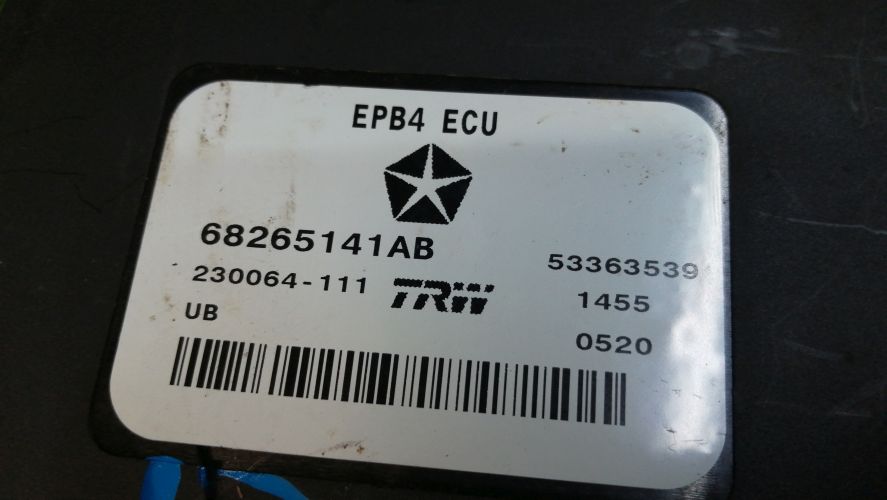 EPB4 ECU
68265141AB
53363539
230064-111
TRW
1455
UB
0520